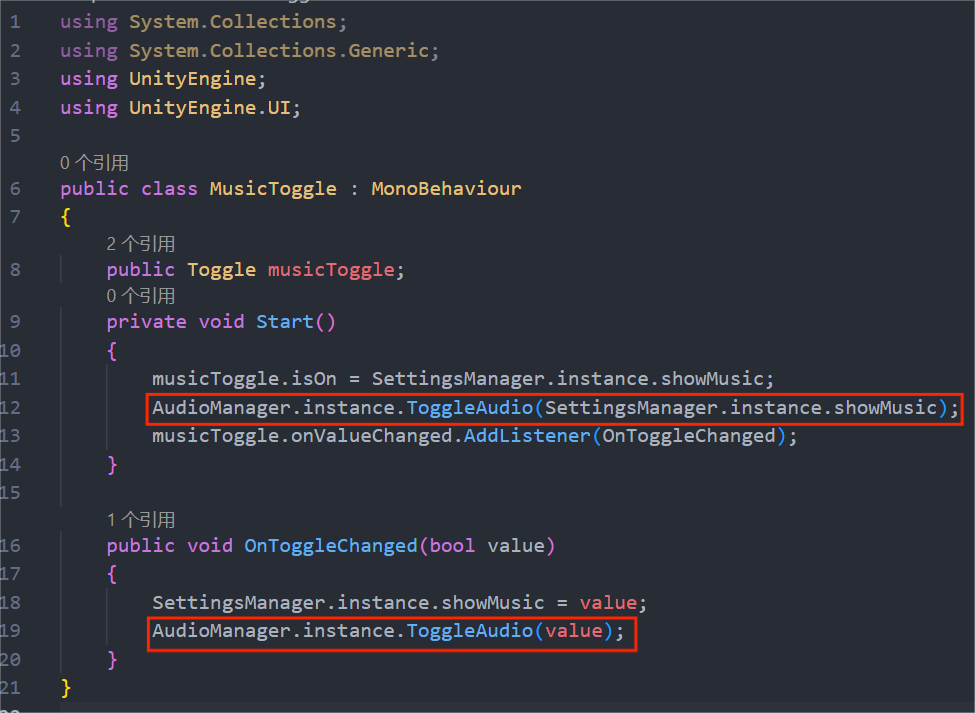 1 using System.Collections;
2 using System.Collections.Generic;
3 using UnityEngine;
4 using UnityEngine.UI;
5
0 个引用
6 public class MusicToggle : MonoBehaviour
7 {
2 个引用
8 public Toggle musicToggle;
0 个引用
9 private void Start()
10 {
11 musicToggle.isOn = SettingsManager.instance.showMusic;
12 AudioManager.instance.ToggleAudio(SettingsManager.instance.showMusic);
13 musicToggle.onValueChanged.AddListener(OnToggleChanged);
14 }
15
1 个引用
16 public void OnToggleChanged(bool value)
17 {
18 SettingsManager.instance.showMusic = value;
19 AudioManager.instance.ToggleAudio(value);
20 }
21 }